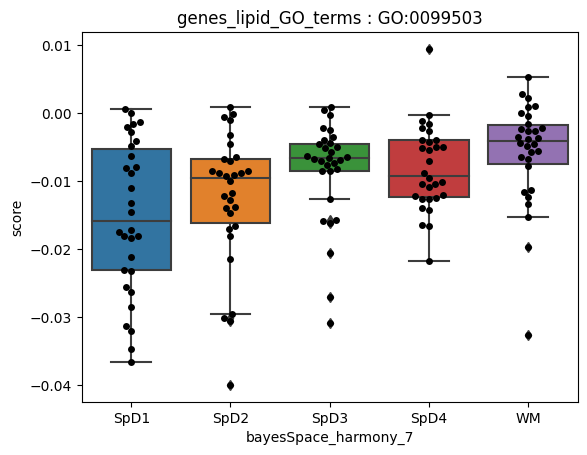 genes_lipid_GO_terms : GO:0099503
0.01
0.00
−0.01
−0.02
−0.03
−0.04
score
SpD1 SpD2 SpD3 SpD4 WM
bayesSpace_harmony_7